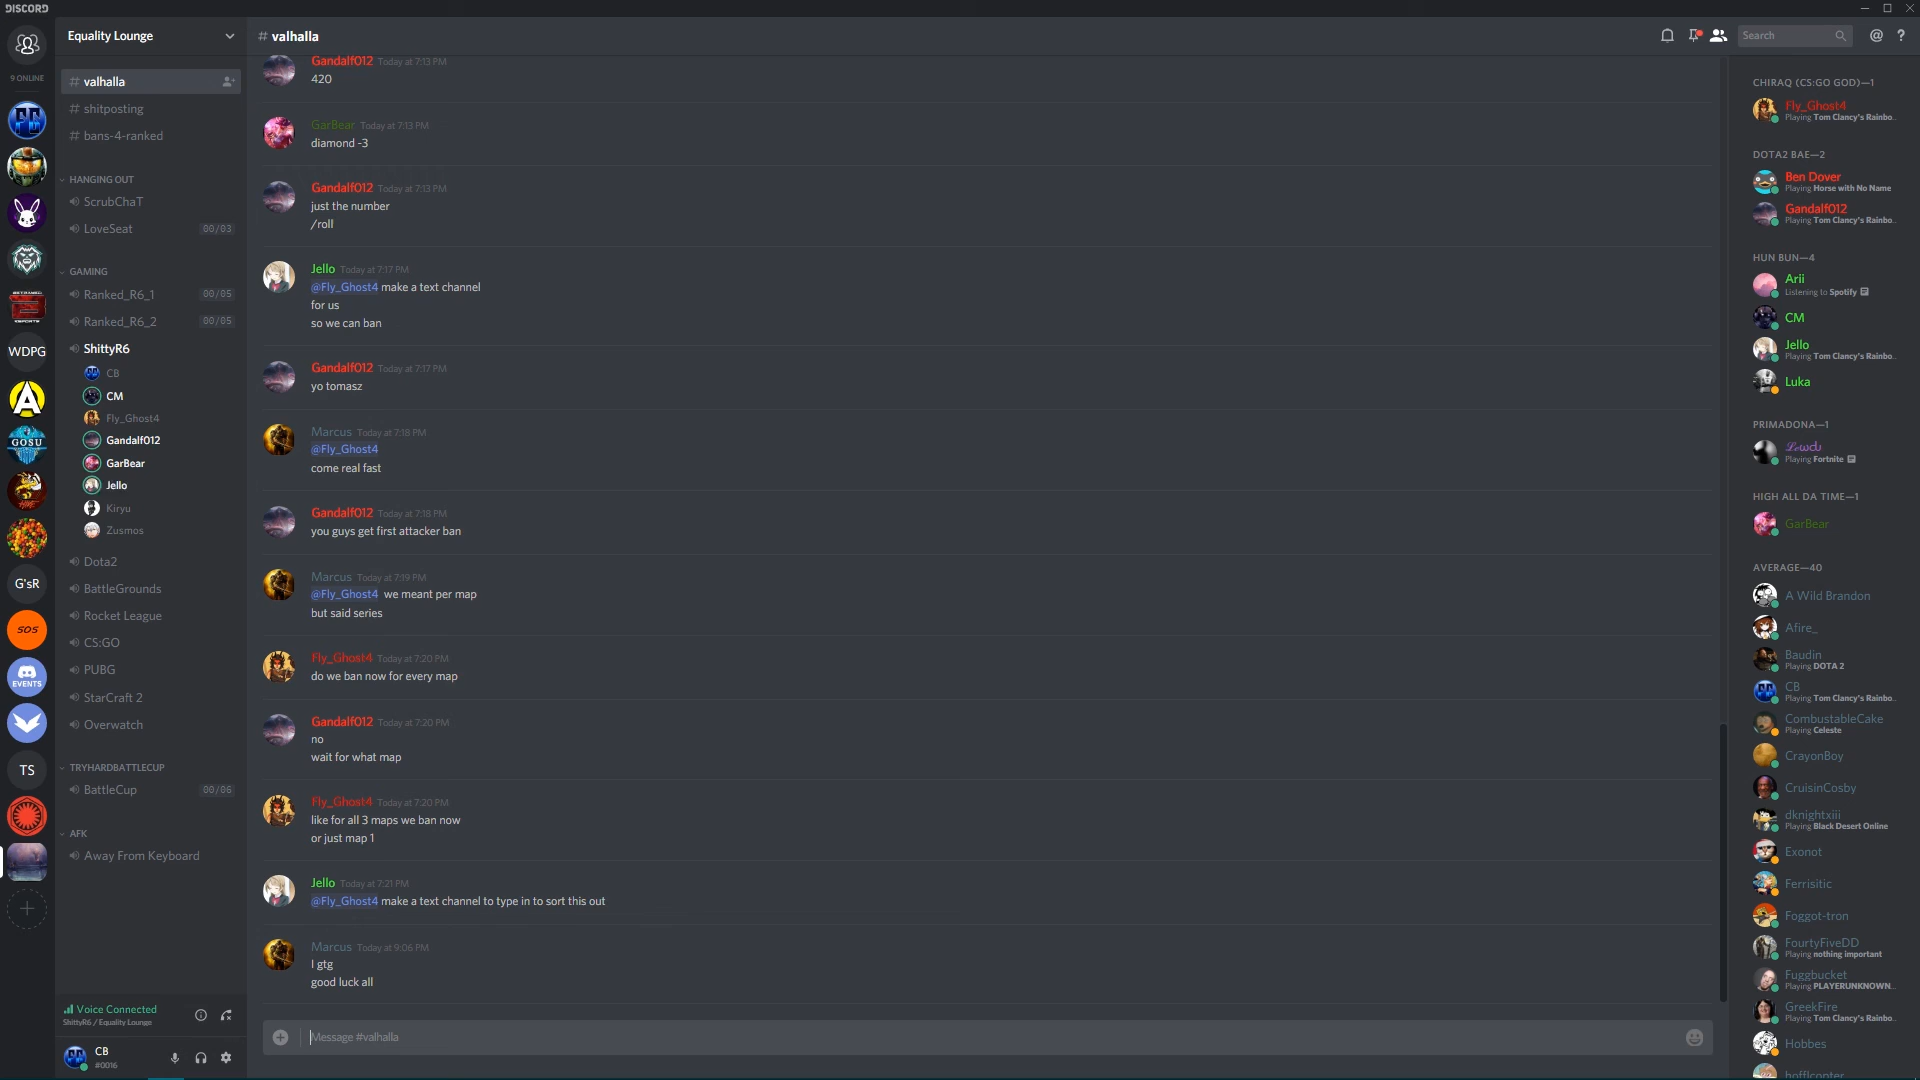 DISCORD
9 ONLINE
WDPG
GOSU
G'sR
SOS
EVENTS
TS
Equality Lounge
# valhalla
# shitposting
# bans-4-ranked
HANGING OUT
ScrubChaT
LoveSeat 00/03
GAMING
Ranked_R6_1 00/05
Ranked_R6_2 00/05
ShittyR6
CB
CM
Fly_Ghost4
Gandalf012
GarBear
Jello
Kiryu
Zusmos
Dota2
BattleGrounds
Rocket League
CS:GO
PUBG
StarCraft 2
Overwatch
TRYHARDBATTLECUP
BattleCup 00/06
AFK
Away From Keyboard
Voice Connected
ShittyR6 / Equality Lounge
CB
#0016
# valhalla
Search
Gandalf012 Today at 7:13 PM
420
GarBear Today at 7:13 PM
diamond -3
Gandalf012 Today at 7:13 PM
just the number
/roll
Jello Today at 7:17 PM
@Fly_Ghost4 make a text channel
for us
so we can ban
Gandalf012 Today at 7:17 PM
yo tomasz
Marcus Today at 7:18 PM
@Fly_Ghost4
come real fast
Gandalf012 Today at 7:18 PM
you guys get first attacker ban
Marcus Today at 7:19 PM
@Fly_Ghost4 we meant per map
but said series
Fly_Ghost4 Today at 7:20 PM
do we ban now for every map
Gandalf012 Today at 7:20 PM
no
wait for what map
Fly_Ghost4 Today at 7:20 PM
like for all 3 maps we ban now
or just map 1
Jello Today at 7:21 PM
@Fly_Ghost4 make a text channel to type in to sort this out
Marcus Today at 9:06 PM
I gtg
good luck all
Message #valhalla
CHIRAQ (CS:GO GOD)—1
Fly_Ghost4
Playing Tom Clancy's Rainbo...
DOTA2 BAE—2
Ben Dover
Playing Horse with No Name
Gandalf012
Playing Tom Clancy's Rainbo...
HUN BUN—4
Arii
Listening to Spotify
CM
Jello
Playing Tom Clancy's Rainbo...
Luka
PRIMADONA—1
𝓛𝓮𝔀𝓭
Playing Fortnite
HIGH ALL DA TIME—1
GarBear
AVERAGE—40
A Wild Brandon
Afire_
Baudin
Playing DOTA 2
CB
Playing Tom Clancy's Rainbo...
CombustableCake
Playing Celeste
CrayonBoy
CruisinCosby
dknightxiii
Playing Black Desert Online
Exonot
Ferrisitic
Foggot-tron
FourtyFiveDD
Playing nothing important
Fuggbucket
Playing PLAYERUNKNOWN...
GreekFire
Playing Tom Clancy's Rainbo...
Hobbes